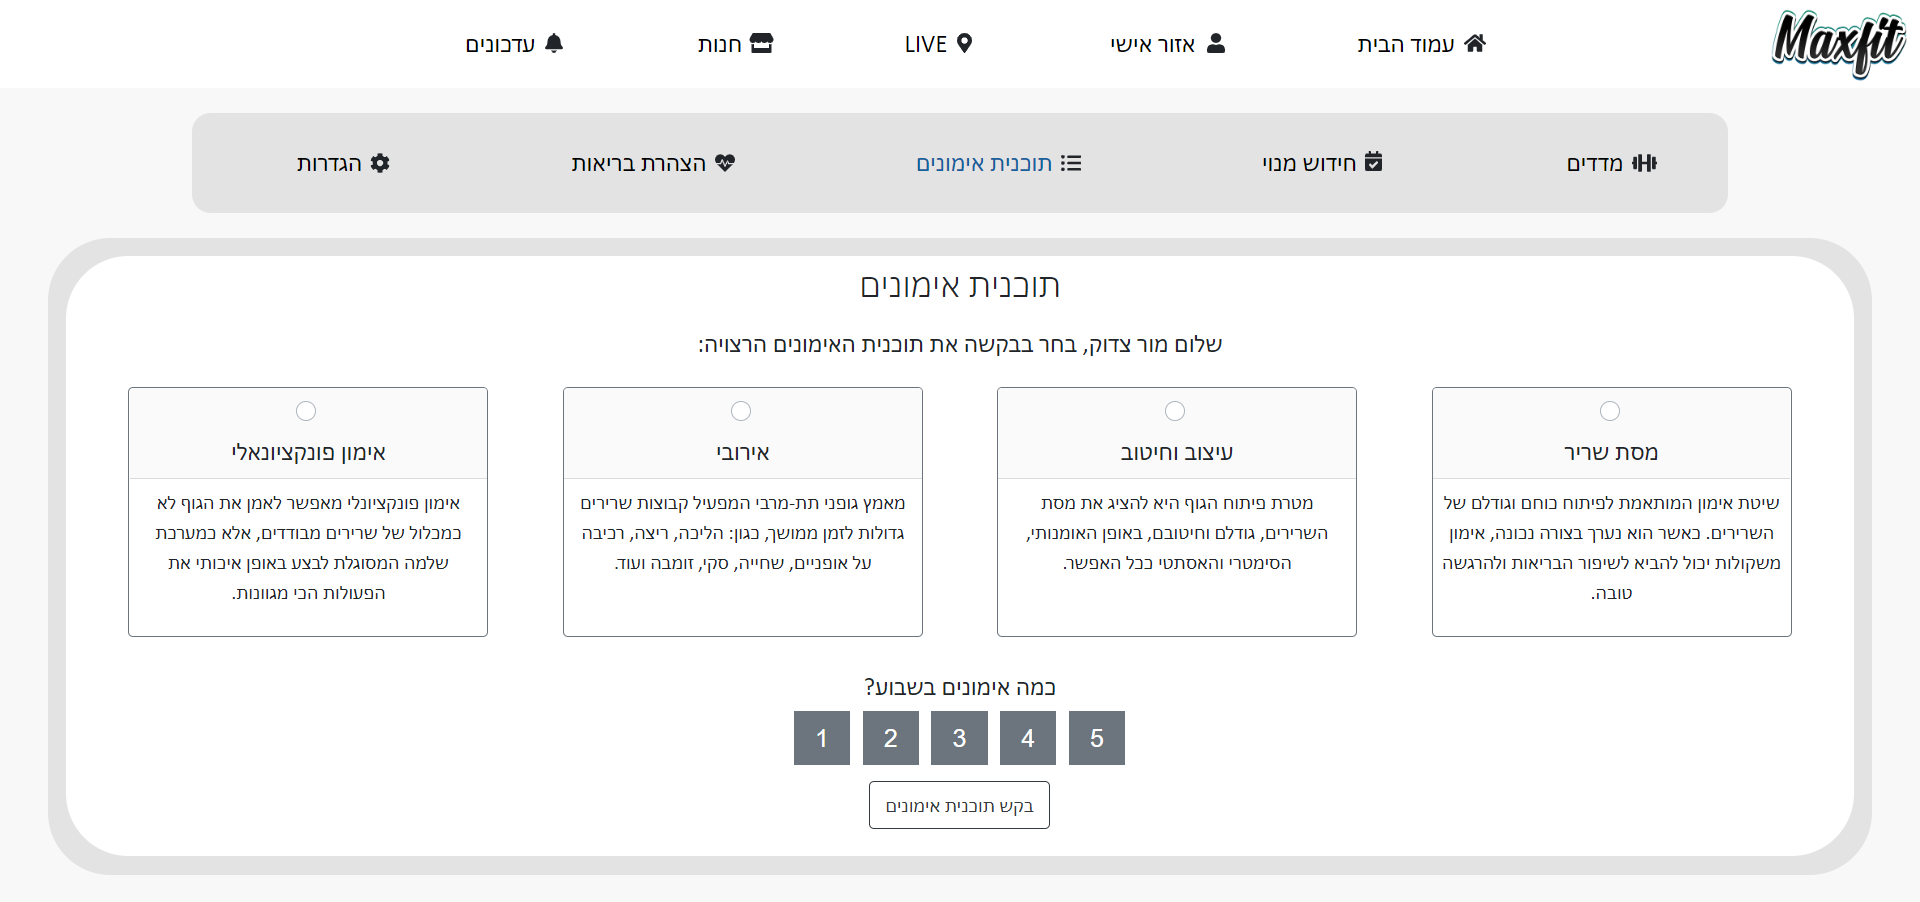 Maxfit
עמוד הבית
אזור אישי
LIVE
חנות
עדכונים
מדדים
חידוש מנוי
תוכנית אימונים
הצהרת בריאות
הגדרות
תוכנית אימונים
שלום מור צדוק, בחר בבקשה את תוכנית האימונים הרצויה:
מסת שריר
שיטת אימון המותאמת לפיתוח כוחם וגודלם של
השרירים. כאשר הוא נערך בצורה נכונה, אימון
משקולות יכול להביא לשיפור הבריאות ולהרגשה
טובה.
עיצוב וחיטוב
מטרת פיתוח הגוף היא להציג את מסת
השרירים, גודלם וחיטובם, באופן האומנותי,
הסימטרי והאסתטי ככל האפשר.
אירובי
מאמץ גופני תת-מרבי המפעיל קבוצות שרירים
גדולות לזמן ממושך, כגון: הליכה, ריצה, רכיבה
על אופניים, שחייה, סקי, זומבה ועוד.
אימון פונקציונאלי
אימון פונקציונלי מאפשר לאמן את הגוף לא
כמכלול של שרירים מבודדים, אלא כמערכת
שלמה המסוגלת לבצע באופן איכותי את
הפעולות הכי מגוונות.
כמה אימונים בשבוע?
1 2 3 4 5
בקש תוכנית אימונים